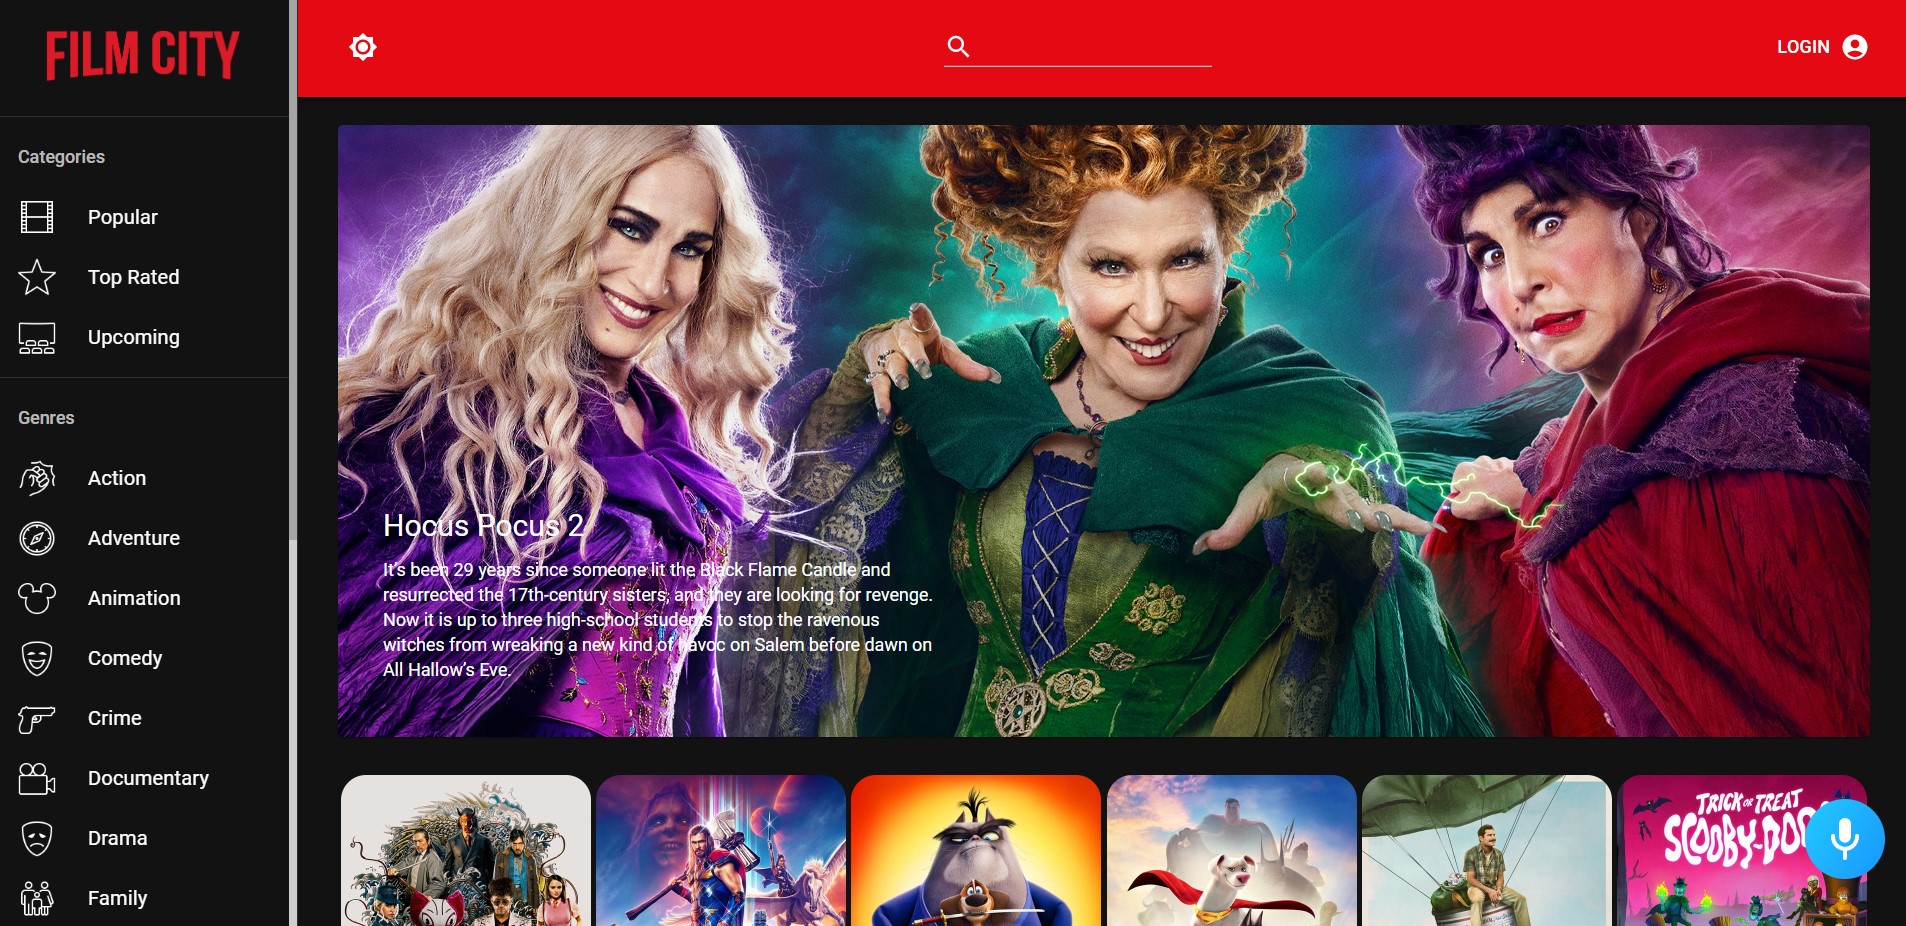 FILM CITY
LOGIN
Categories
Popular
Top Rated
Upcoming
Genres
Action
Adventure
Animation
Comedy
Crime
Documentary
Drama
Family
Hocus Pocus 2
It's been 29 years since someone lit the Black Flame Candle and
resurrected the 17th-century sisters, and they are looking for revenge.
Now it is up to three high-school students to stop the ravenous
witches from wreaking a new kind of havoc on Salem before dawn on
All Hallow's Eve.
TRICK OR TREAT